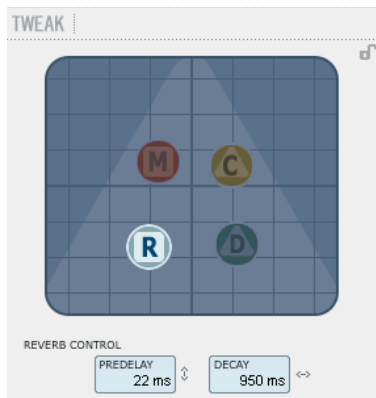 TWEAK
M
C
R
D
REVERB CONTROL
PREDELAY
22 ms
DECAY
950 ms